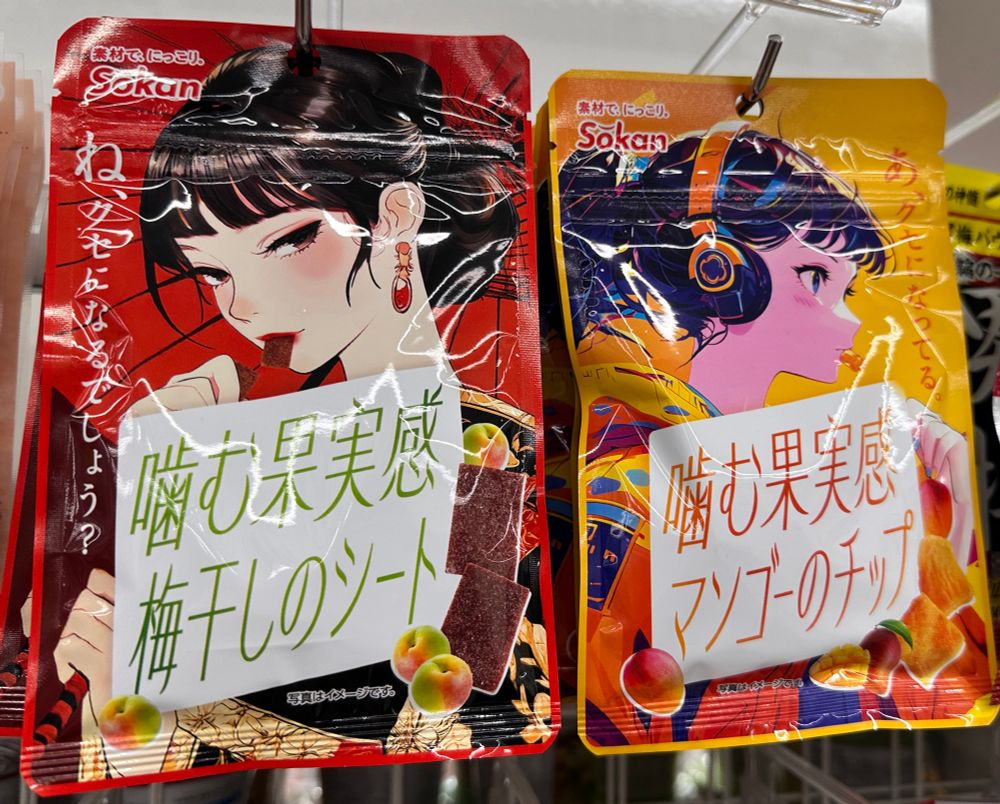 素材で、にっこり。
Sokan
ね、クセになるでしょう？
噛む果実感
梅干しのシート
写真はイメージです。
素材で、にっこり。
Sokan
あ、クセになってる。
噛む果実感
マンゴーのチップ
写真はイメージです。